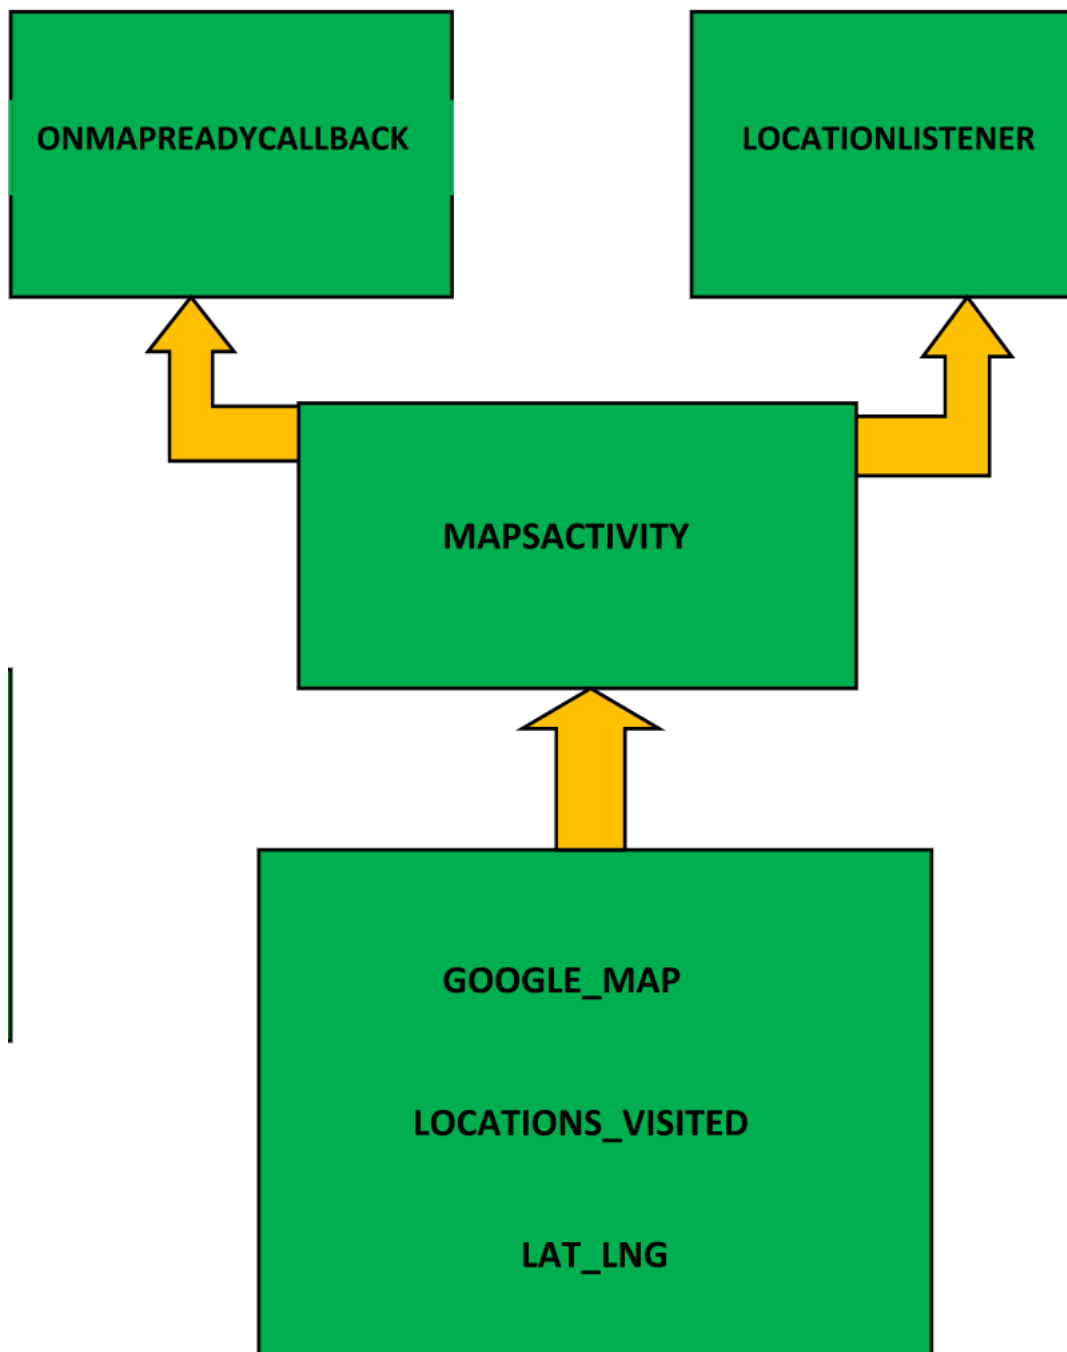 ONMAPREADYCALLBACK
LOCATIONLISTENER
MAPSACTIVITY
GOOGLE_MAP
LOCATIONS_VISITED
LAT_LNG